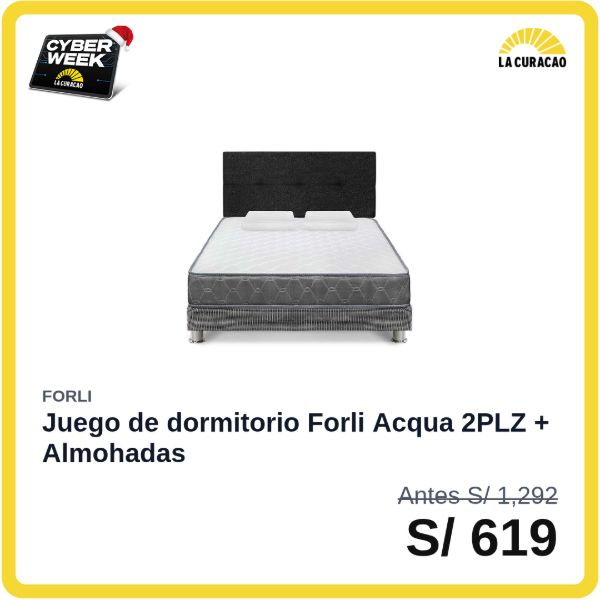 CYBER
WEEK
LA CURACAO
LA CURACAO
FORLI
Juego de dormitorio Forli Acqua 2PLZ +
Almohadas
Antes S/ 1,292
S/ 619